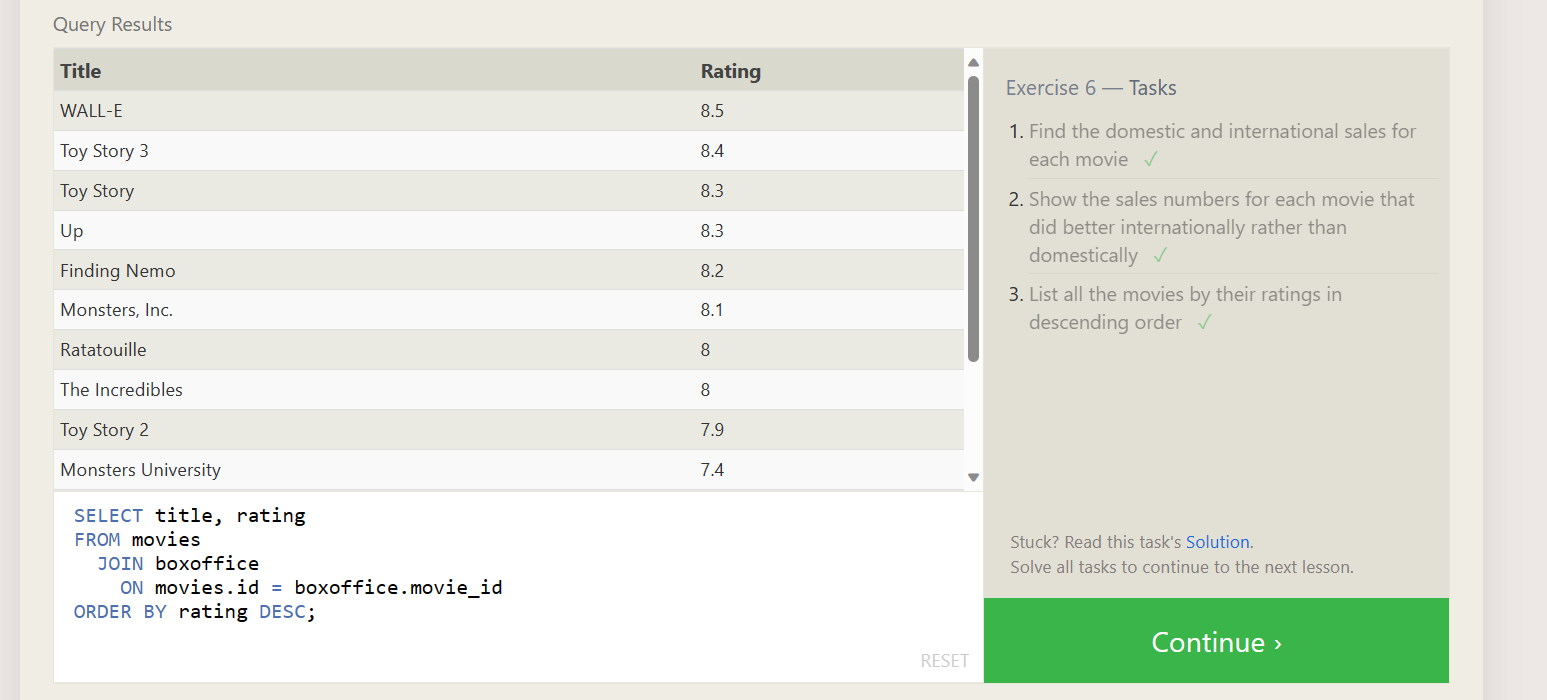 Query Results
Title Rating
WALL-E 8.5
Toy Story 3 8.4
Toy Story 8.3
Up 8.3
Finding Nemo 8.2
Monsters, Inc. 8.1
Ratatouille 8
The Incredibles 8
Toy Story 2 7.9
Monsters University 7.4
SELECT title, rating
FROM movies
JOIN boxoffice
ON movies.id = boxoffice.movie_id
ORDER BY rating DESC;
RESET
Exercise 6 — Tasks
1. Find the domestic and international sales for
each movie ✓
2. Show the sales numbers for each movie that
did better internationally rather than
domestically ✓
3. List all the movies by their ratings in
descending order ✓
Stuck? Read this task's Solution.
Solve all tasks to continue to the next lesson.
Continue ›